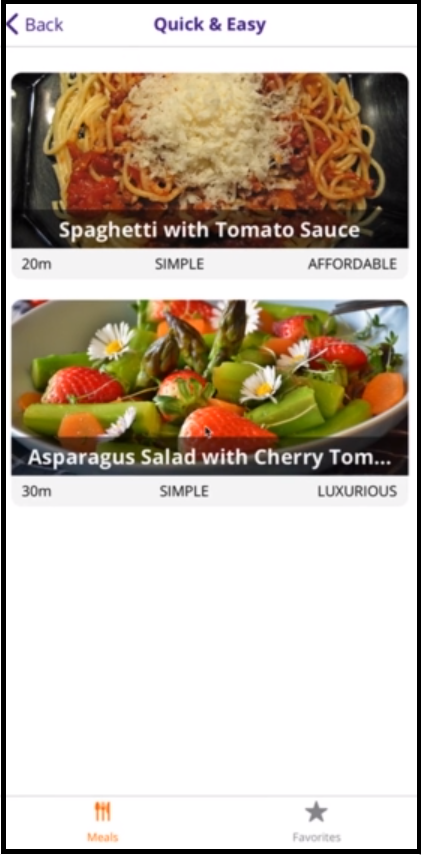 Back
Quick & Easy
Spaghetti with Tomato Sauce
20m SIMPLE AFFORDABLE
Asparagus Salad with Cherry Tom...
30m SIMPLE LUXURIOUS
Meals Favorites